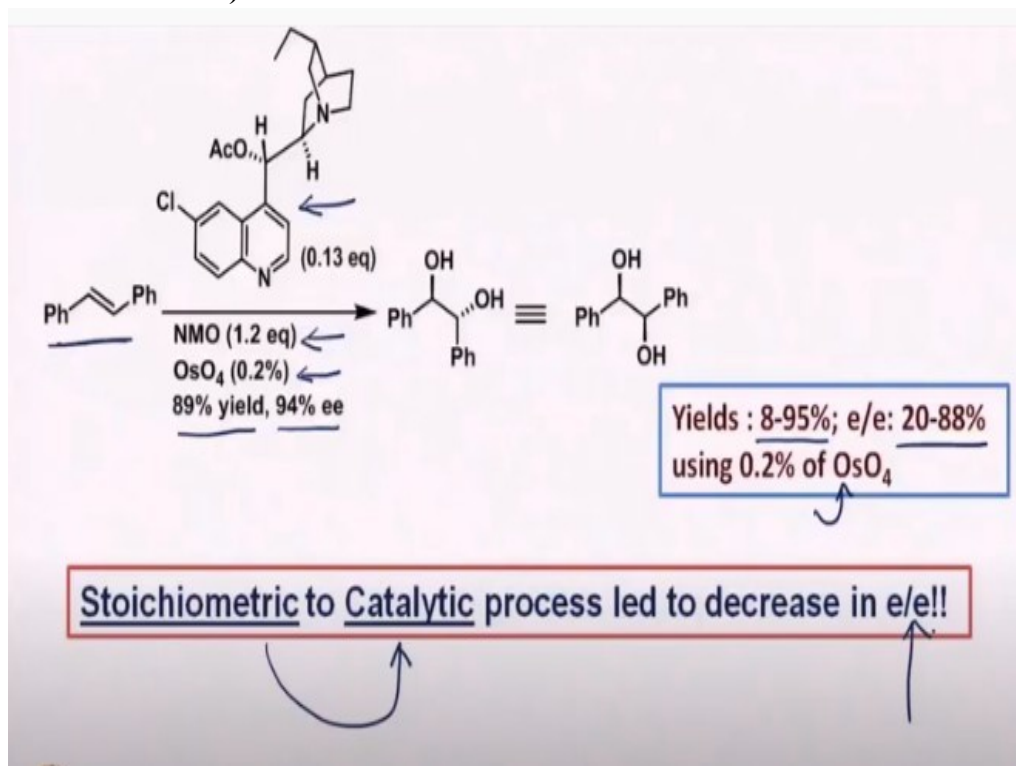 H
N
AcO
H
Cl
(0.13 eq)
N
Ph Ph
NMO (1.2 eq)
OsO₄ (0.2%)
89% yield, 94% ee
OH
Ph OH
Ph
≡
OH
Ph Ph
OH
Yields : 8-95%; e/e: 20-88%
using 0.2% of OsO₄
Stoichiometric to Catalytic process led to decrease in e/e!!